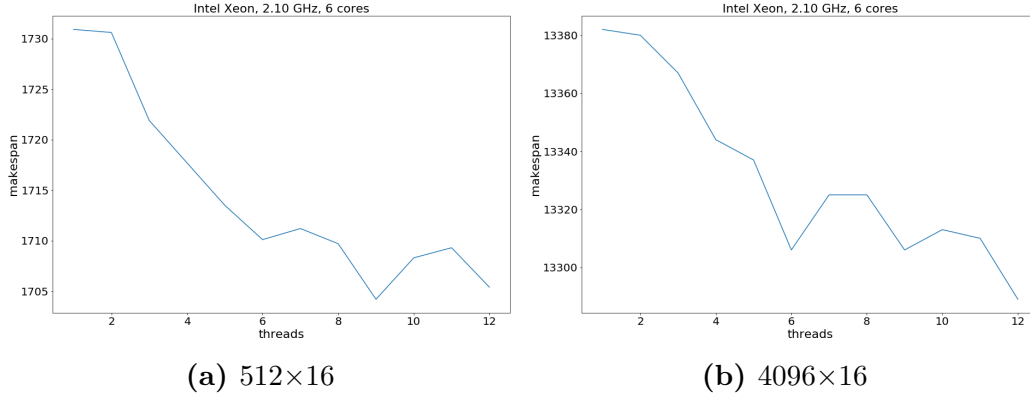 Intel Xeon, 2.10 GHz, 6 cores
1730
1725
1720
1715
1710
1705
makespan
2 4 6 8 10 12
threads
(a) 512×16
Intel Xeon, 2.10 GHz, 6 cores
13380
13360
13340
13320
13300
makespan
2 4 6 8 10 12
threads
(b) 4096×16